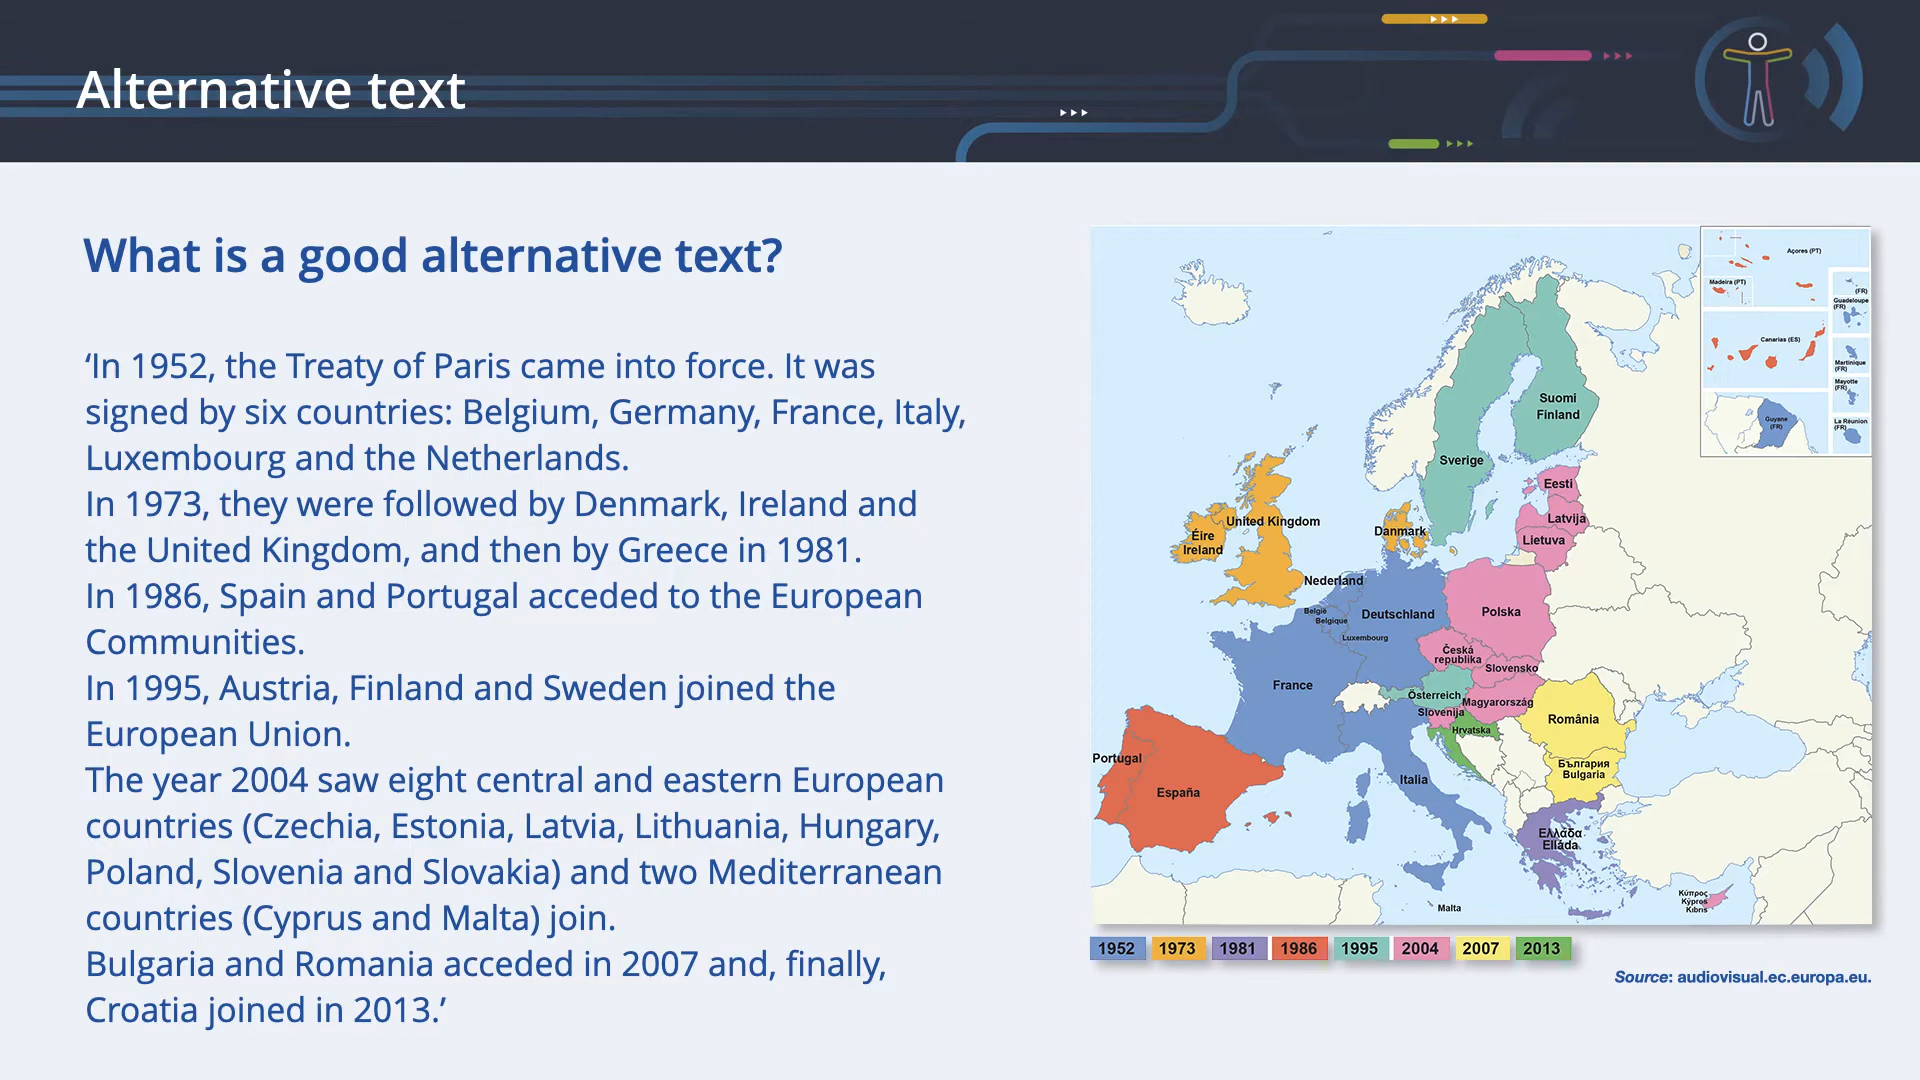 Alternative text
What is a good alternative text?
‘In 1952, the Treaty of Paris came into force. It was
signed by six countries: Belgium, Germany, France, Italy,
Luxembourg and the Netherlands.
In 1973, they were followed by Denmark, Ireland and
the United Kingdom, and then by Greece in 1981.
In 1986, Spain and Portugal acceded to the European
Communities.
In 1995, Austria, Finland and Sweden joined the
European Union.
The year 2004 saw eight central and eastern European
countries (Czechia, Estonia, Latvia, Lithuania, Hungary,
Poland, Slovenia and Slovakia) and two Mediterranean
countries (Cyprus and Malta) join.
Bulgaria and Romania acceded in 2007 and, finally,
Croatia joined in 2013.’
Açores (PT)
Madeira (PT)
(FR)
Guadeloupe
(FR)
Canarias (ES)
Martinique
(FR)
Mayotte
(FR)
Guyane
(FR)
La Réunion
(FR)
Suomi
Finland
Sverige
Eesti
Latvija
Lietuva
Danmark
United Kingdom
Éire
Ireland
Nederland
België
Belgique
Luxembourg
Deutschland
Polska
Česká
republika
Slovensko
France
Österreich
Magyarország
Slovenija
Hrvatska
România
България
Bulgaria
Portugal
España
Italia
Ελλάδα
Elláda
Malta
Κύπρος
Kýpros
Kıbrıs
1952 1973 1981 1986 1995 2004 2007 2013
Source: audiovisual.ec.europa.eu.